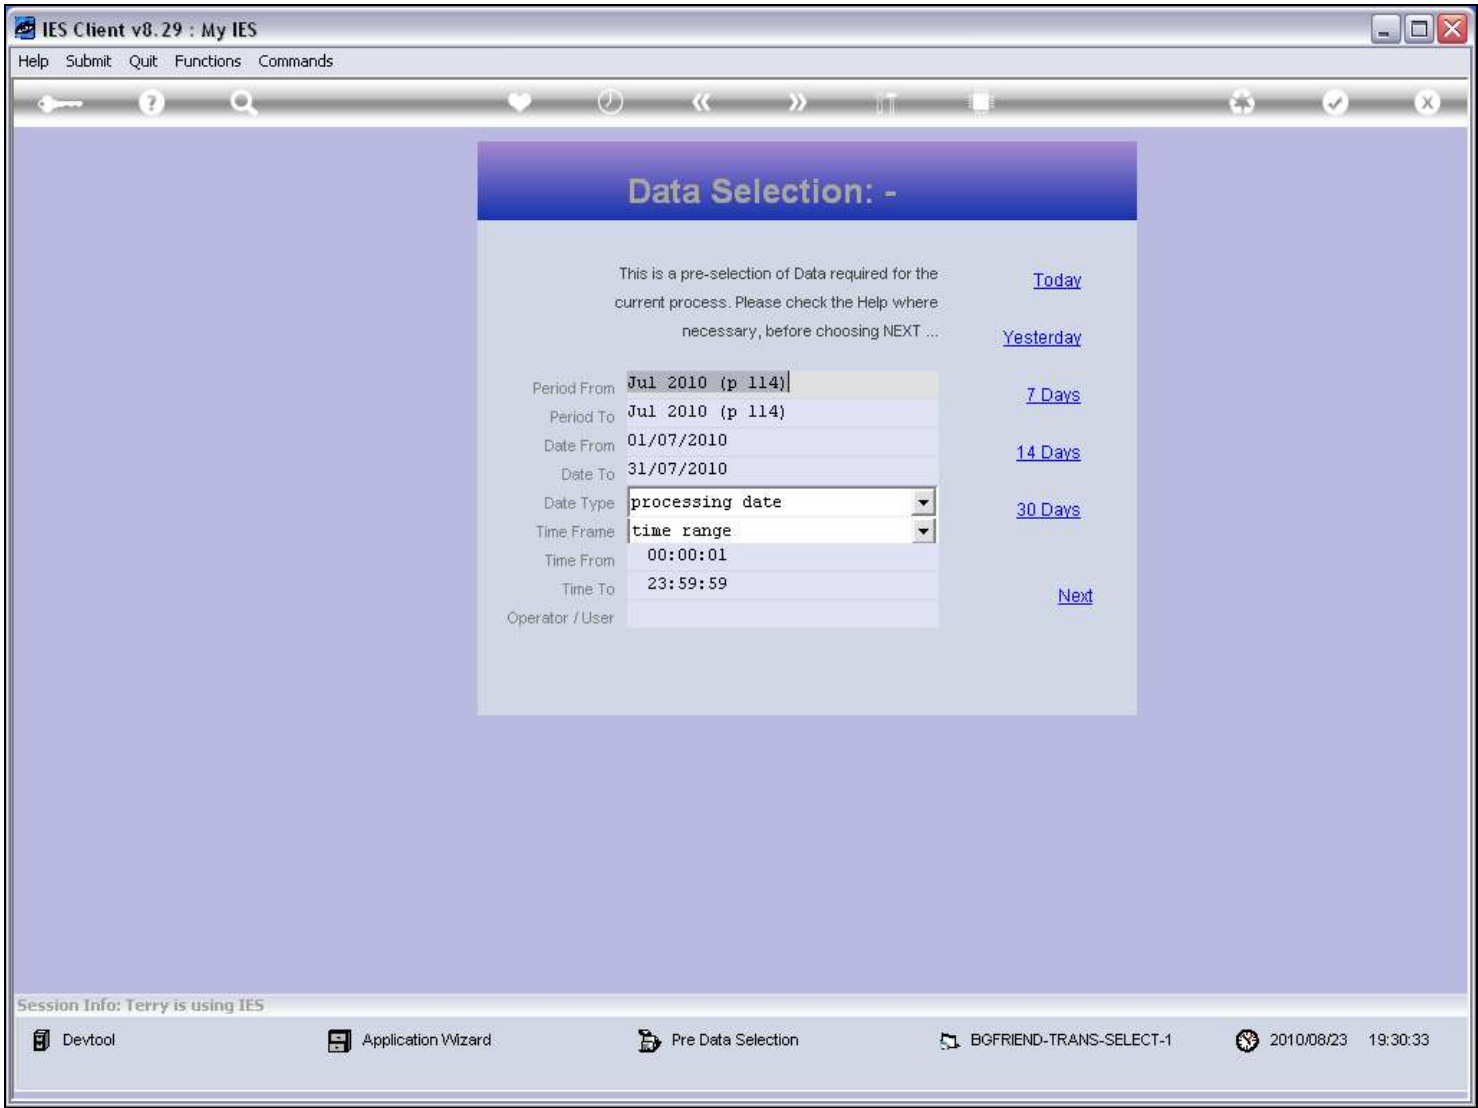 IES Client v8.29 : My IES
Help Submit Quit Functions Commands
Data Selection: -
This is a pre-selection of Data required for the
current process. Please check the Help where
necessary, before choosing NEXT ...
Today
Yesterday
7 Days
14 Days
30 Days
Next
Period From Jul 2010 (p 114)
Period To Jul 2010 (p 114)
Date From 01/07/2010
Date To 31/07/2010
Date Type processing date
Time Frame time range
Time From 00:00:01
Time To 23:59:59
Operator / User
Session Info: Terry is using IES
Devtool Application Wizard Pre Data Selection BGFRIEND-TRANS-SELECT-1 2010/08/23 19:30:33